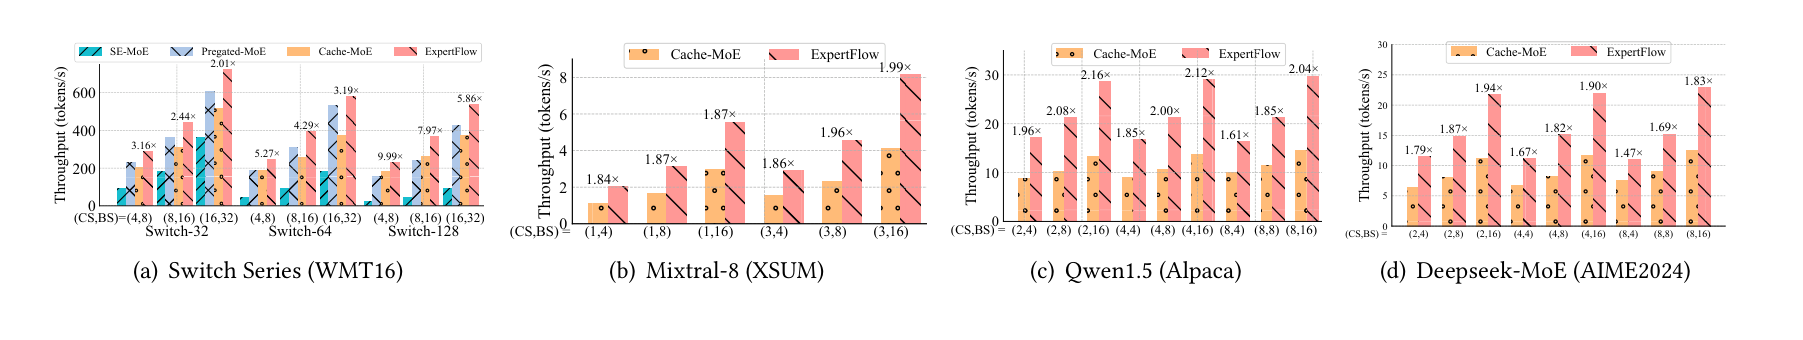 SE-MoE Pregated-MoE Cache-MoE ExpertFlow
Throughput (tokens/s)
600
400
200
0
3.16× 2.44× 2.01× 5.27× 4.29× 3.19× 9.99× 7.97× 5.86×
(CS,BS)=(4,8) (8,16) (16,32) (4,8) (8,16) (16,32) (4,8) (8,16) (16,32)
Switch-32 Switch-64 Switch-128
(a) Switch Series (WMT16)
Cache-MoE ExpertFlow
Throughput (tokens/s)
8
6
4
2
0
1.84× 1.87× 1.87× 1.86× 1.96× 1.99×
(CS,BS) = (1,4) (1,8) (1,16) (3,4) (3,8) (3,16)
(b) Mixtral-8 (XSUM)
Cache-MoE ExpertFlow
Throughput (tokens/s)
30
20
10
0
1.96× 2.08× 2.16× 1.85× 2.00× 2.12× 1.61× 1.85× 2.04×
(CS,BS) = (2,4) (2,8) (2,16) (4,4) (4,8) (4,16) (8,4) (8,8) (8,16)
(c) Qwen1.5 (Alpaca)
Cache-MoE ExpertFlow
Throughput (tokens/s)
30
25
20
15
10
5
0
1.79× 1.87× 1.94× 1.67× 1.82× 1.90× 1.47× 1.69× 1.83×
(CS,BS) = (2,4) (2,8) (2,16) (4,4) (4,8) (4,16) (8,4) (8,8) (8,16)
(d) Deepseek-MoE (AIME2024)